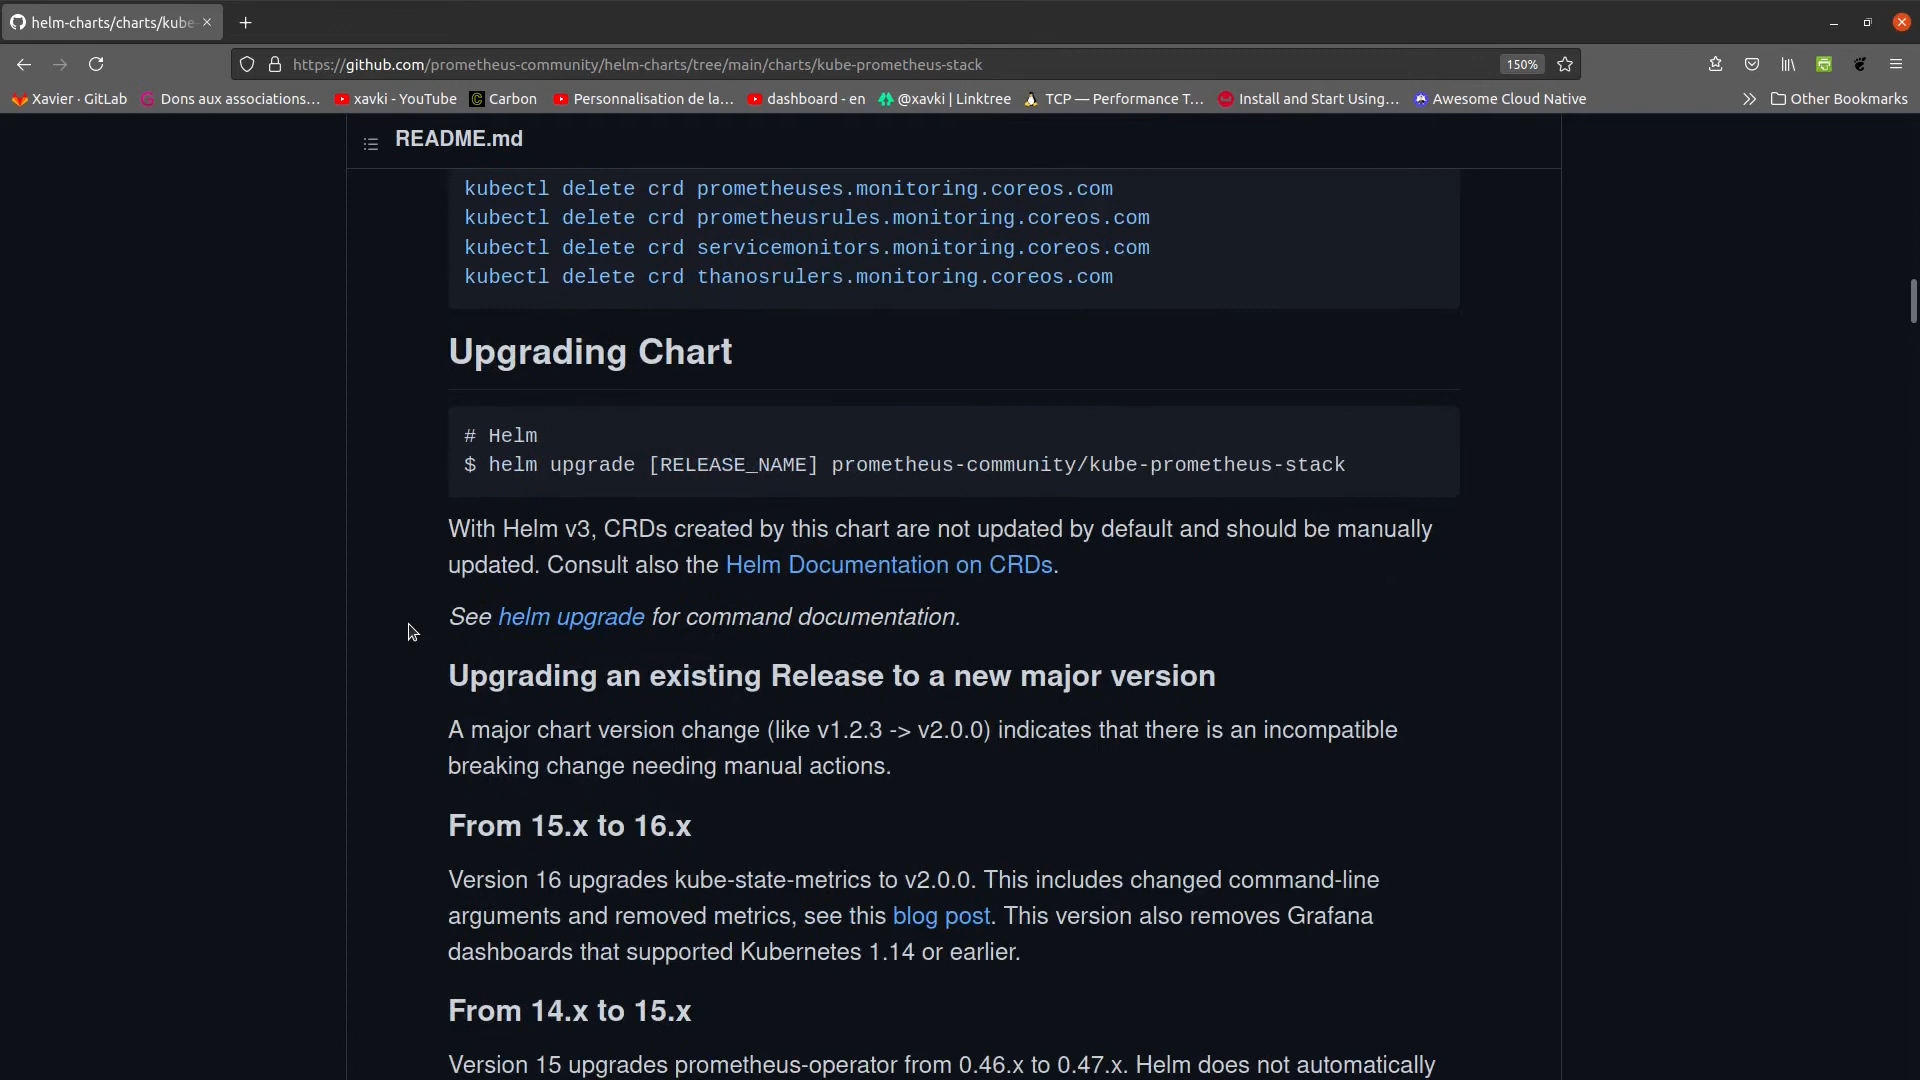 helm-charts/charts/kube-
https://github.com/prometheus-community/helm-charts/tree/main/charts/kube-prometheus-stack
150%
Xavier · GitLab
Dons aux associations...
xavki - YouTube
Carbon
Personnalisation de la...
dashboard - en
@xavki | Linktree
TCP — Performance T...
Install and Start Using...
Awesome Cloud Native
Other Bookmarks
README.md
kubectl delete crd prometheuses.monitoring.coreos.com
kubectl delete crd prometheusrules.monitoring.coreos.com
kubectl delete crd servicemonitors.monitoring.coreos.com
kubectl delete crd thanosrulers.monitoring.coreos.com
Upgrading Chart
# Helm
$ helm upgrade [RELEASE_NAME] prometheus-community/kube-prometheus-stack
With Helm v3, CRDs created by this chart are not updated by default and should be manually
updated. Consult also the Helm Documentation on CRDs.
See helm upgrade for command documentation.
Upgrading an existing Release to a new major version
A major chart version change (like v1.2.3 -> v2.0.0) indicates that there is an incompatible
breaking change needing manual actions.
From 15.x to 16.x
Version 16 upgrades kube-state-metrics to v2.0.0. This includes changed command-line
arguments and removed metrics, see this blog post. This version also removes Grafana
dashboards that supported Kubernetes 1.14 or earlier.
From 14.x to 15.x
Version 15 upgrades prometheus-operator from 0.46.x to 0.47.x. Helm does not automatically